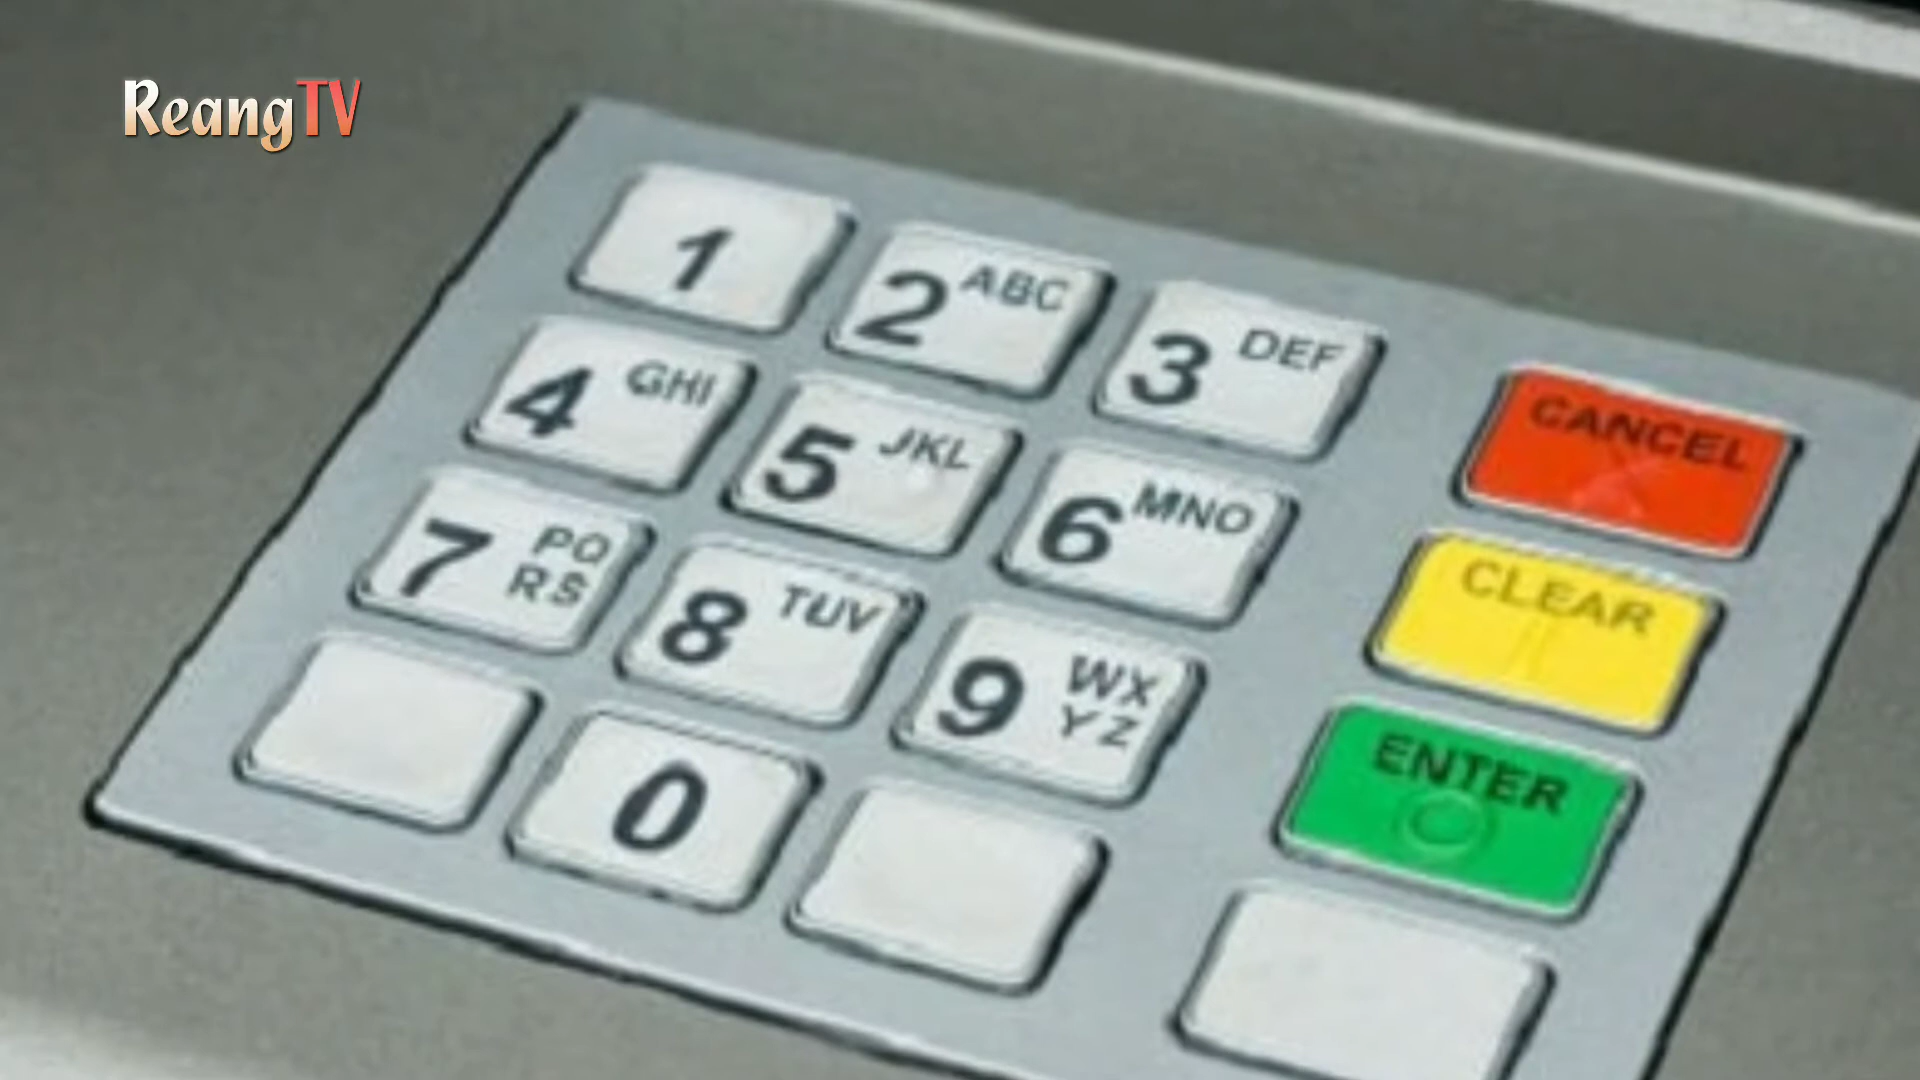 ReangTV
1
2 ABC
3 DEF
CANCEL
4 GHI
5 JKL
6 MNO
CLEAR
7 PQ
RS
8 TUV
9 WX
YZ
ENTER
0